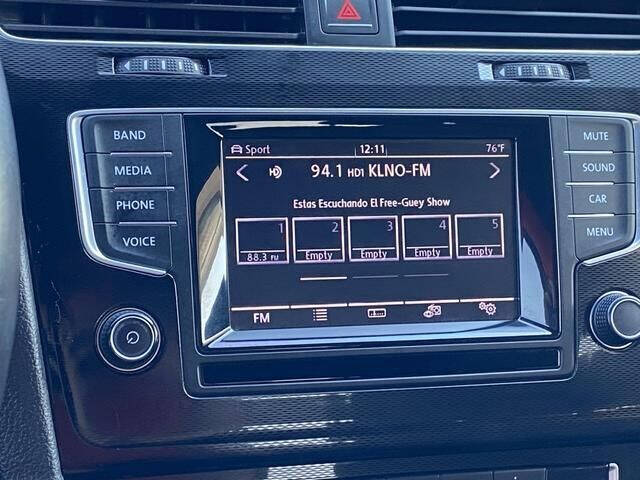 BAND
MEDIA
PHONE
VOICE
Sport 12:11 76°F
94.1 HD1 KLNO-FM
Estas Escuchando El Free-Guey Show
1 2 3 4 5
88.3 FM Empty Empty Empty Empty
FM
MUTE
SOUND
CAR
MENU